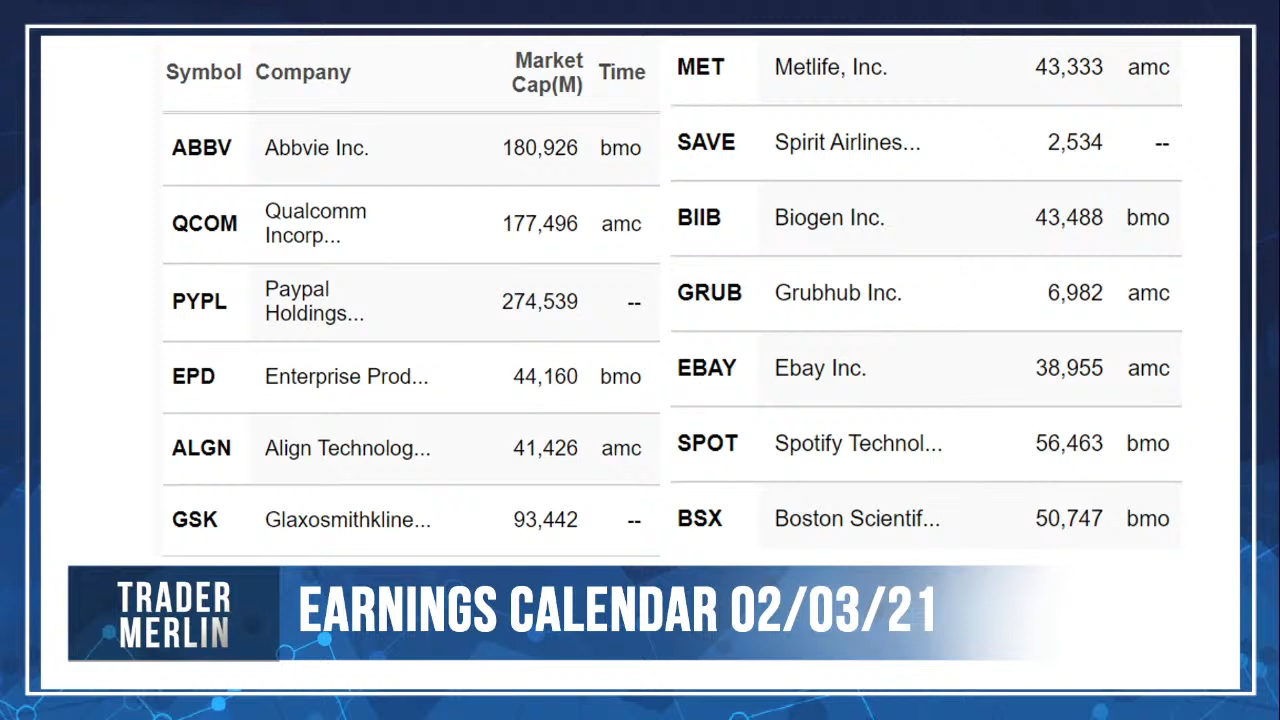 Symbol Company Market Cap(M) Time
ABBV Abbvie Inc. 180,926 bmo
QCOM Qualcomm Incorp... 177,496 amc
PYPL Paypal Holdings... 274,539 --
EPD Enterprise Prod... 44,160 bmo
ALGN Align Technolog... 41,426 amc
GSK Glaxosmithkline... 93,442 --
MET Metlife, Inc. 43,333 amc
SAVE Spirit Airlines... 2,534 --
BIIB Biogen Inc. 43,488 bmo
GRUB Grubhub Inc. 6,982 amc
EBAY Ebay Inc. 38,955 amc
SPOT Spotify Technol... 56,463 bmo
BSX Boston Scientif... 50,747 bmo
TRADER
MERLIN
EARNINGS CALENDAR 02/03/21